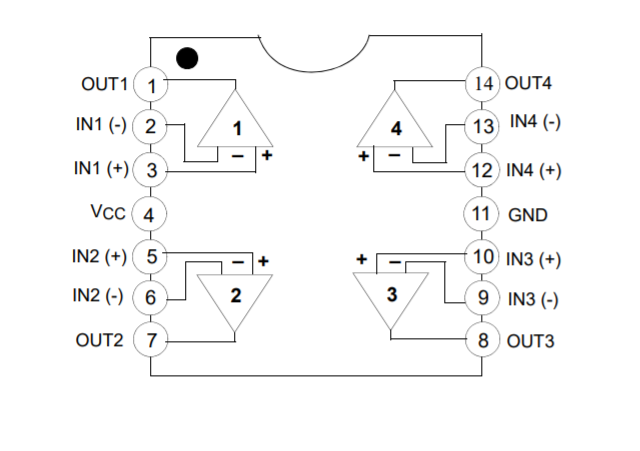 OUT1 1 14 OUT4
IN1 (-) 2 1 4 13 IN4 (-)
− + + −
IN1 (+) 3 12 IN4 (+)
VCC 4 11 GND
IN2 (+) 5 − + + − 10 IN3 (+)
IN2 (-) 6 2 3 9 IN3 (-)
OUT2 7 8 OUT3